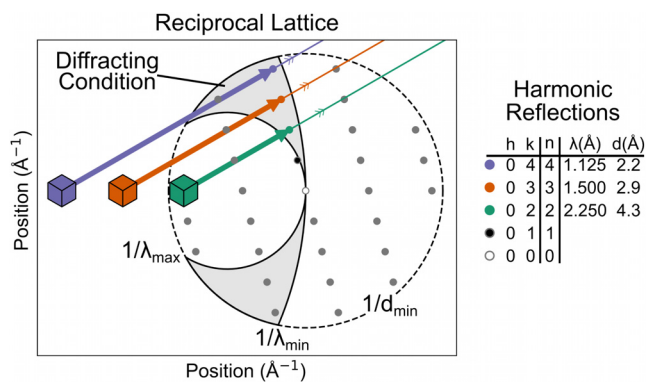 Reciprocal Lattice
Diffracting
Condition
Position (Å⁻¹)
1/λmax
1/λmin
1/dmin
Position (Å⁻¹)
Harmonic
Reflections
h k n λ(Å) d(Å)
0 4 4 1.125 2.2
0 3 3 1.500 2.9
0 2 2 2.250 4.3
0 1 1
0 0 0